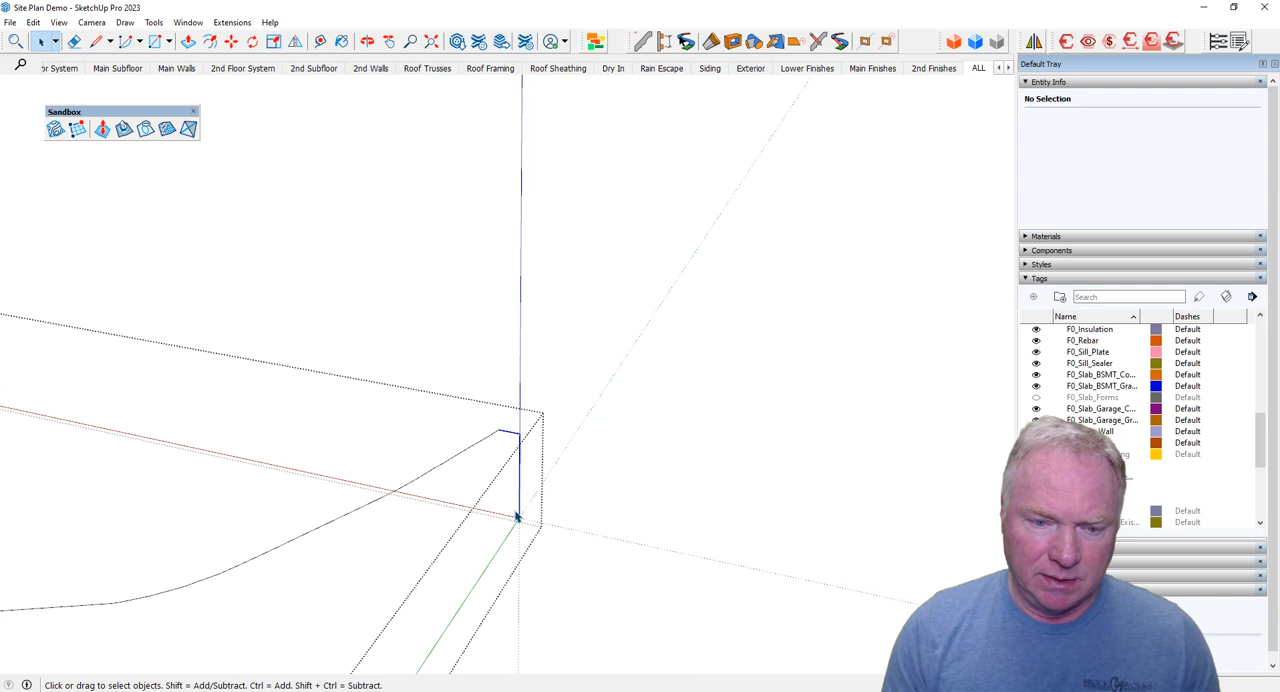 Site Plan Demo - SketchUp Pro 2023
File Edit View Camera Draw Tools Window Extensions Help
or System Main Subfloor Main Walls 2nd Floor System 2nd Subfloor nd Walls Roof Trusses Roof Framing Roof Sheathing Dry In Rain Escape Siding Exterior Lower Finishes Main Finishes 2nd Finishes ALL
Sandbox
Default Tray
Entity Info
No Selection
Materials
Components
Styles
Tags
Search
Name Dashes
F0_Insulation Default
F0_Rebar Default
F0_Sill_Plate Default
F0_Sill_Sealer Default
F0_Slab_BSMT_Co... Default
F0_Slab_BSMT_Gra... Default
F0_Slab_Forms Default
F0_Slab_Garage_C... Default
F0_Slab_Garage_Gr... Default
Wall Default
Default
ng Default
Default
Exis... Default
Click or drag to select objects. Shift = Add/Subtract. Ctrl = Add. Shift + Ctrl = Subtract.